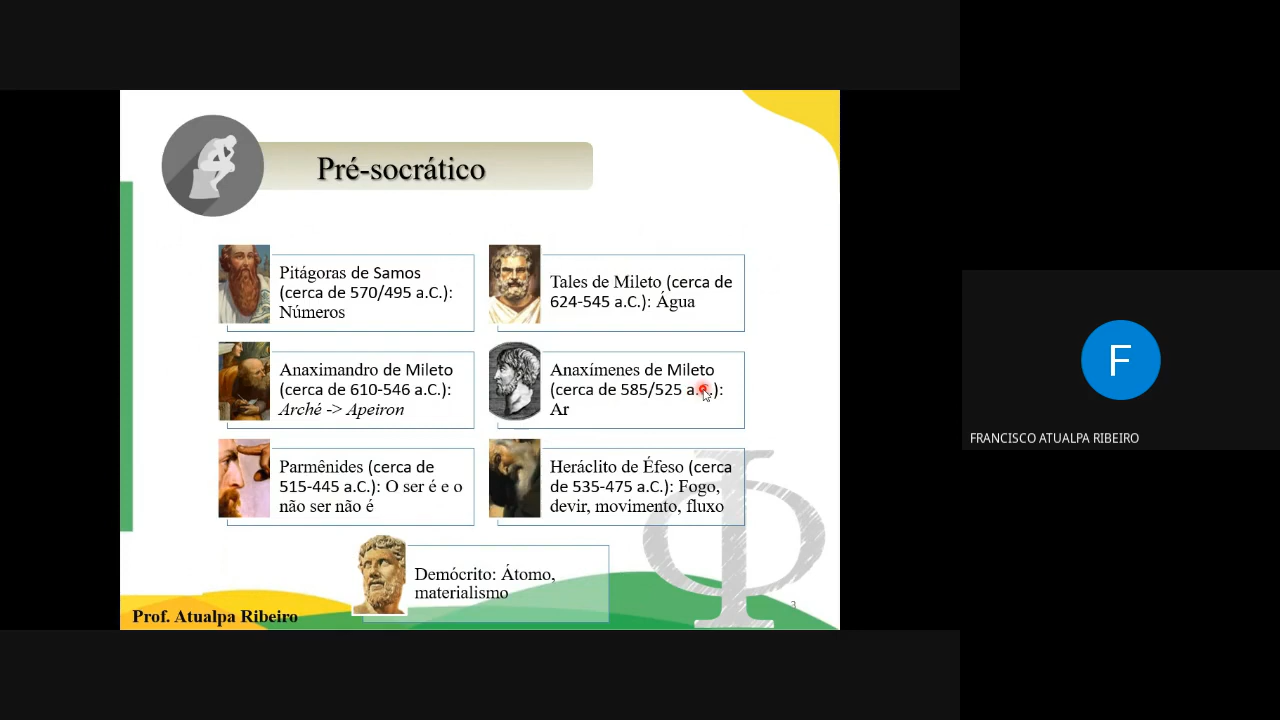 Pré-socrático
Pitágoras de Samos
(cerca de 570/495 a.C.):
Números
Tales de Mileto (cerca de
624-545 a.C.): Água
Anaximandro de Mileto
(cerca de 610-546 a.C.):
Arché -> Apeiron
Anaxímenes de Mileto
(cerca de 585/525 a.C.):
Ar
Parmênides (cerca de
515-445 a.C.): O ser é e o
não ser não é
Heráclito de Éfeso (cerca
de 535-475 a.C.): Fogo,
devir, movimento, fluxo
Demócrito: Átomo,
materialismo
Φ
3
Prof. Atualpa Ribeiro
F
FRANCISCO ATUALPA RIBEIRO